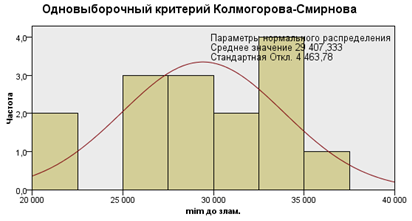 Одновыборочный критерий Колмогорова-Смирнова
Параметры нормального распределения
Среднее значение 29 407,333
Стандартная Откл. 4 463,78
Частота
4,0
3,0
2,0
1,0
0,0
20 000 25 000 30 000 35 000 40 000
mim до злам.